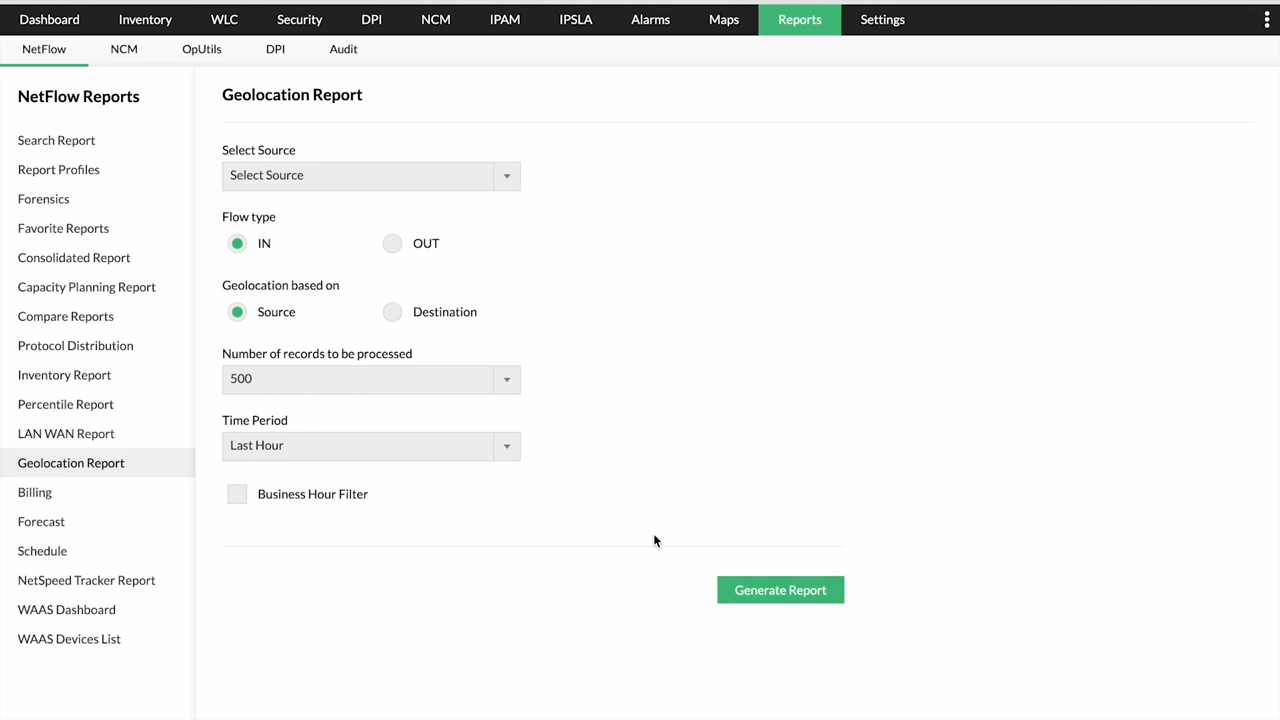 Dashboard Inventory WLC Security DPI NCM IPAM IPSLA Alarms Maps Reports Settings
NetFlow NCM OpUtils DPI Audit
NetFlow Reports
Search Report
Report Profiles
Forensics
Favorite Reports
Consolidated Report
Capacity Planning Report
Compare Reports
Protocol Distribution
Inventory Report
Percentile Report
LAN WAN Report
Geolocation Report
Billing
Forecast
Schedule
NetSpeed Tracker Report
WAAS Dashboard
WAAS Devices List
Geolocation Report
Select Source
Select Source
Flow type
IN OUT
Geolocation based on
Source Destination
Number of records to be processed
500
Time Period
Last Hour
Business Hour Filter
Generate Report